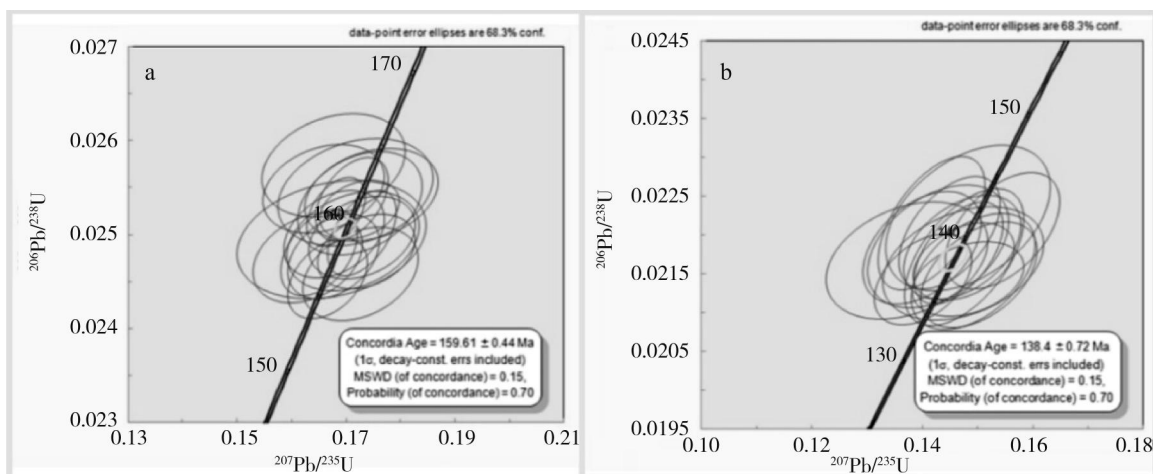 data-point error ellipses are 68.3% conf.
a
0.027
0.026
0.025
0.024
0.023
170
160
150
Concordia Age = 159.61 ± 0.44 Ma
(1σ, decay-const. errs included)
MSWD (of concordance) = 0.15,
Probability (of concordance) = 0.70
0.13
0.15
0.17
0.19
0.21
²⁰⁶Pb/²³⁸U
²⁰⁷Pb/²³⁵U
data-point error ellipses are 68.3% conf.
b
0.0245
0.0235
0.0225
0.0215
0.0205
0.0195
150
140
130
Concordia Age = 138.4 ± 0.72 Ma
(1σ, decay-const. errs included)
MSWD (of concordance) = 0.15,
Probability (of concordance) = 0.70
0.10
0.12
0.14
0.16
0.18
²⁰⁶Pb/²³⁸U
²⁰⁷Pb/²³⁵U